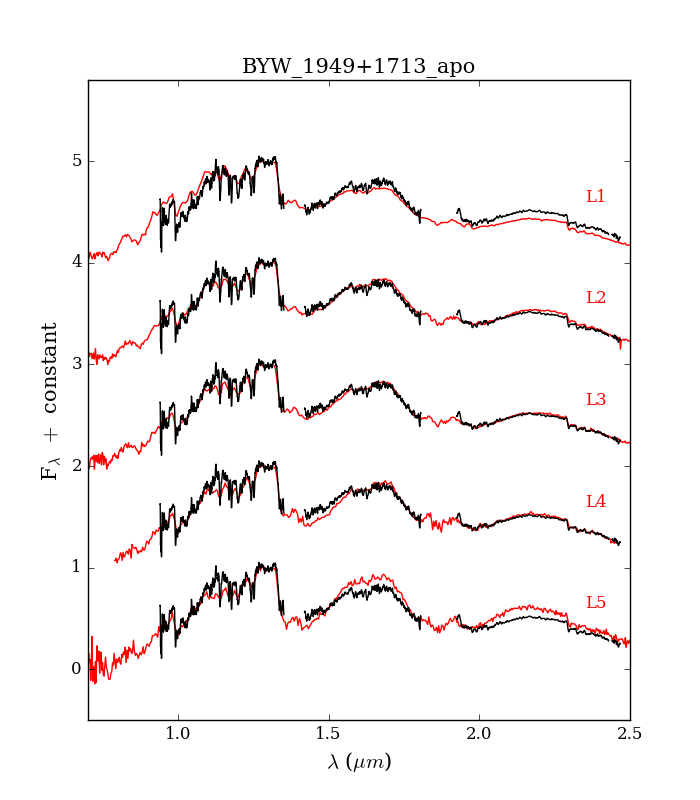 BYW_1949+1713_apo
F_λ + constant
5
4
3
2
1
0
L1
L2
L3
L4
L5
1.0 1.5 2.0 2.5
λ (μm)